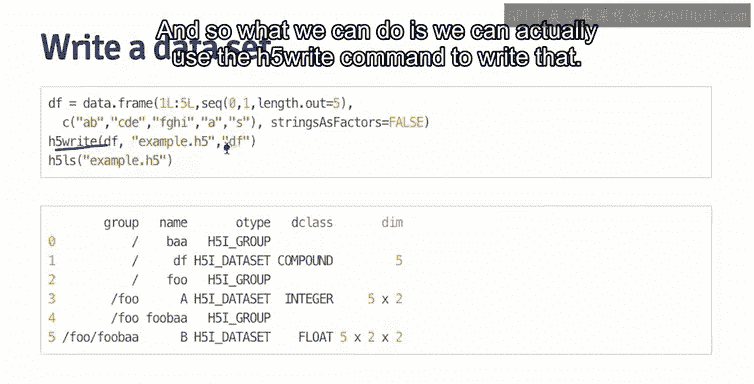 And so what we can do is we can actually
use the h5write command to write that.
Write a data set
df = data.frame(1L:5L,seq(0,1,length.out=5),
c("ab","cde","fghi","a","s"), stringsAsFactors=FALSE)
h5write(df, "example.h5","df")
h5ls("example.h5")
group name otype dclass dim
0 / baa H5I_GROUP
1 / df H5I_DATASET COMPOUND 5
2 / foo H5I_GROUP
3 /foo A H5I_DATASET INTEGER 5 x 2
4 /foo foobaa H5I_GROUP
5 /foo/foobaa B H5I_DATASET FLOAT 5 x 2 x 2